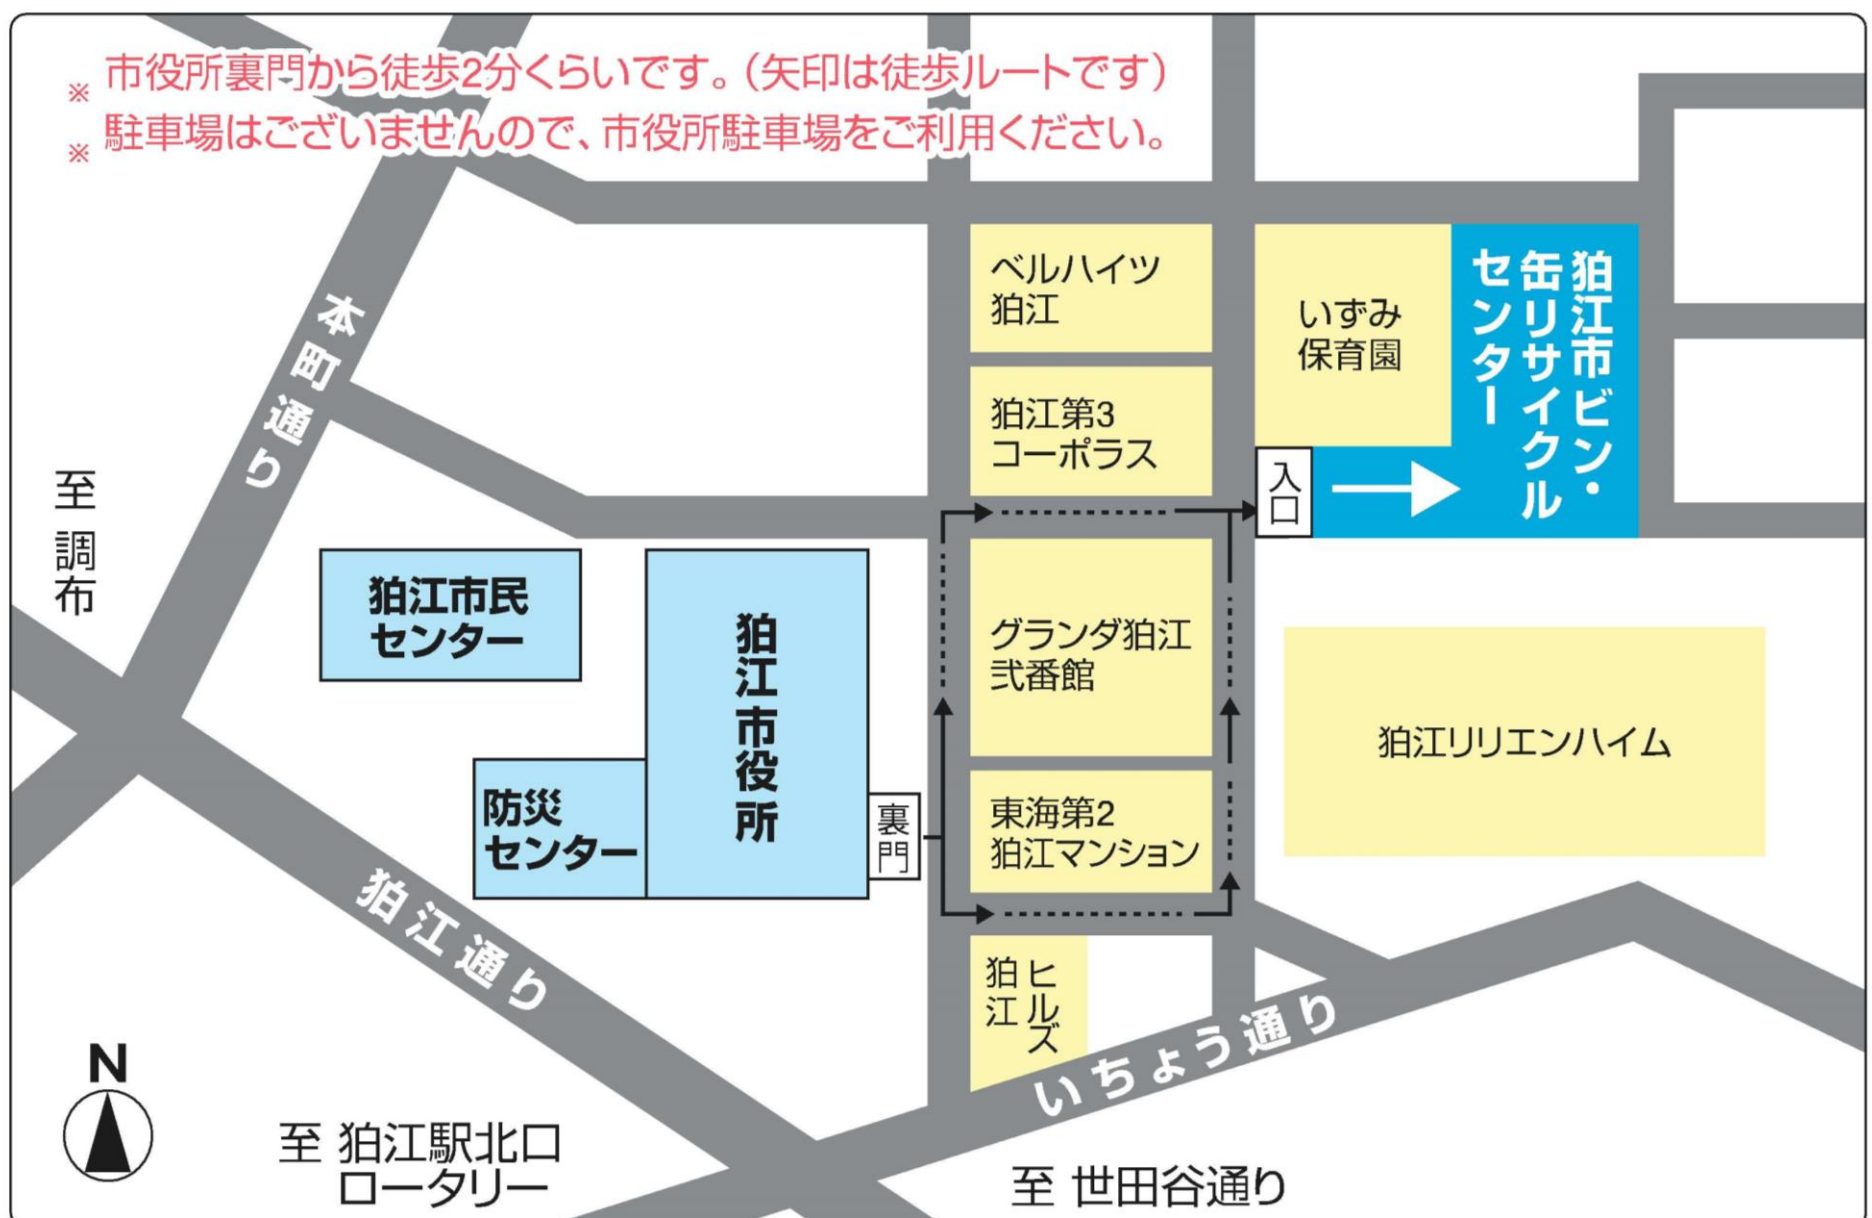 ※ 市役所裏門から徒歩2分くらいです。(矢印は徒歩ルートです)
※ 駐車場はございませんので、市役所駐車場をご利用ください。
本町通り
ベルハイツ
狛江
いずみ
保育園
狛江市ビン・
缶リサイクル
センター
狛江第3
コーポラス
入口
至 調布
狛江市民
センター
狛江市役所
グランダ狛江
弐番館
狛江リリエンハイム
防災
センター
裏門
東海第2
狛江マンション
狛江通り
狛江
ヒルズ
いちょう通り
N
至 狛江駅北口
ロータリー
至 世田谷通り